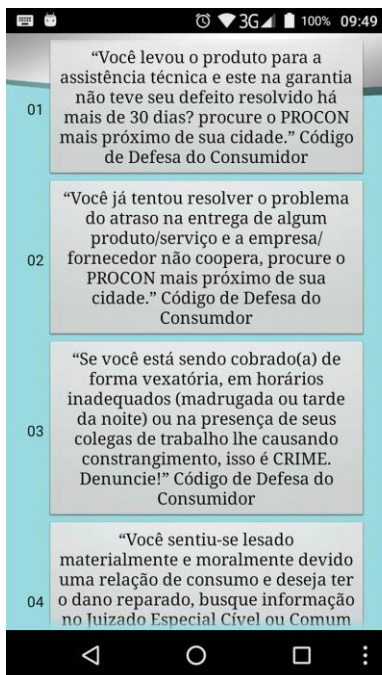 3G 100% 09:49
“Você levou o produto para a
assistência técnica e este na garantia
não teve seu defeito resolvido há
01
mais de 30 dias? procure o PROCON
mais próximo de sua cidade.” Código
de Defesa do Consumidor
“Você já tentou resolver o problema
do atraso na entrega de algum
produto/serviço e a empresa/
02
fornecedor não coopera, procure o
PROCON mais próximo de sua
cidade.” Código de Defesa do
Consumdor
“Se você está sendo cobrado(a) de
forma vexatória, em horários
inadequados (madrugada ou tarde
03
da noite) ou na presença de seus
colegas de trabalho lhe causando
constrangimento, isso é CRIME.
Denuncie!” Código de Defesa do
Consumidor
“Você sentiu-se lesado
materialmente e moralmente devido
uma relação de consumo e deseja ter
04
o dano reparado, busque informação
no Juizado Especial Cível ou Comum